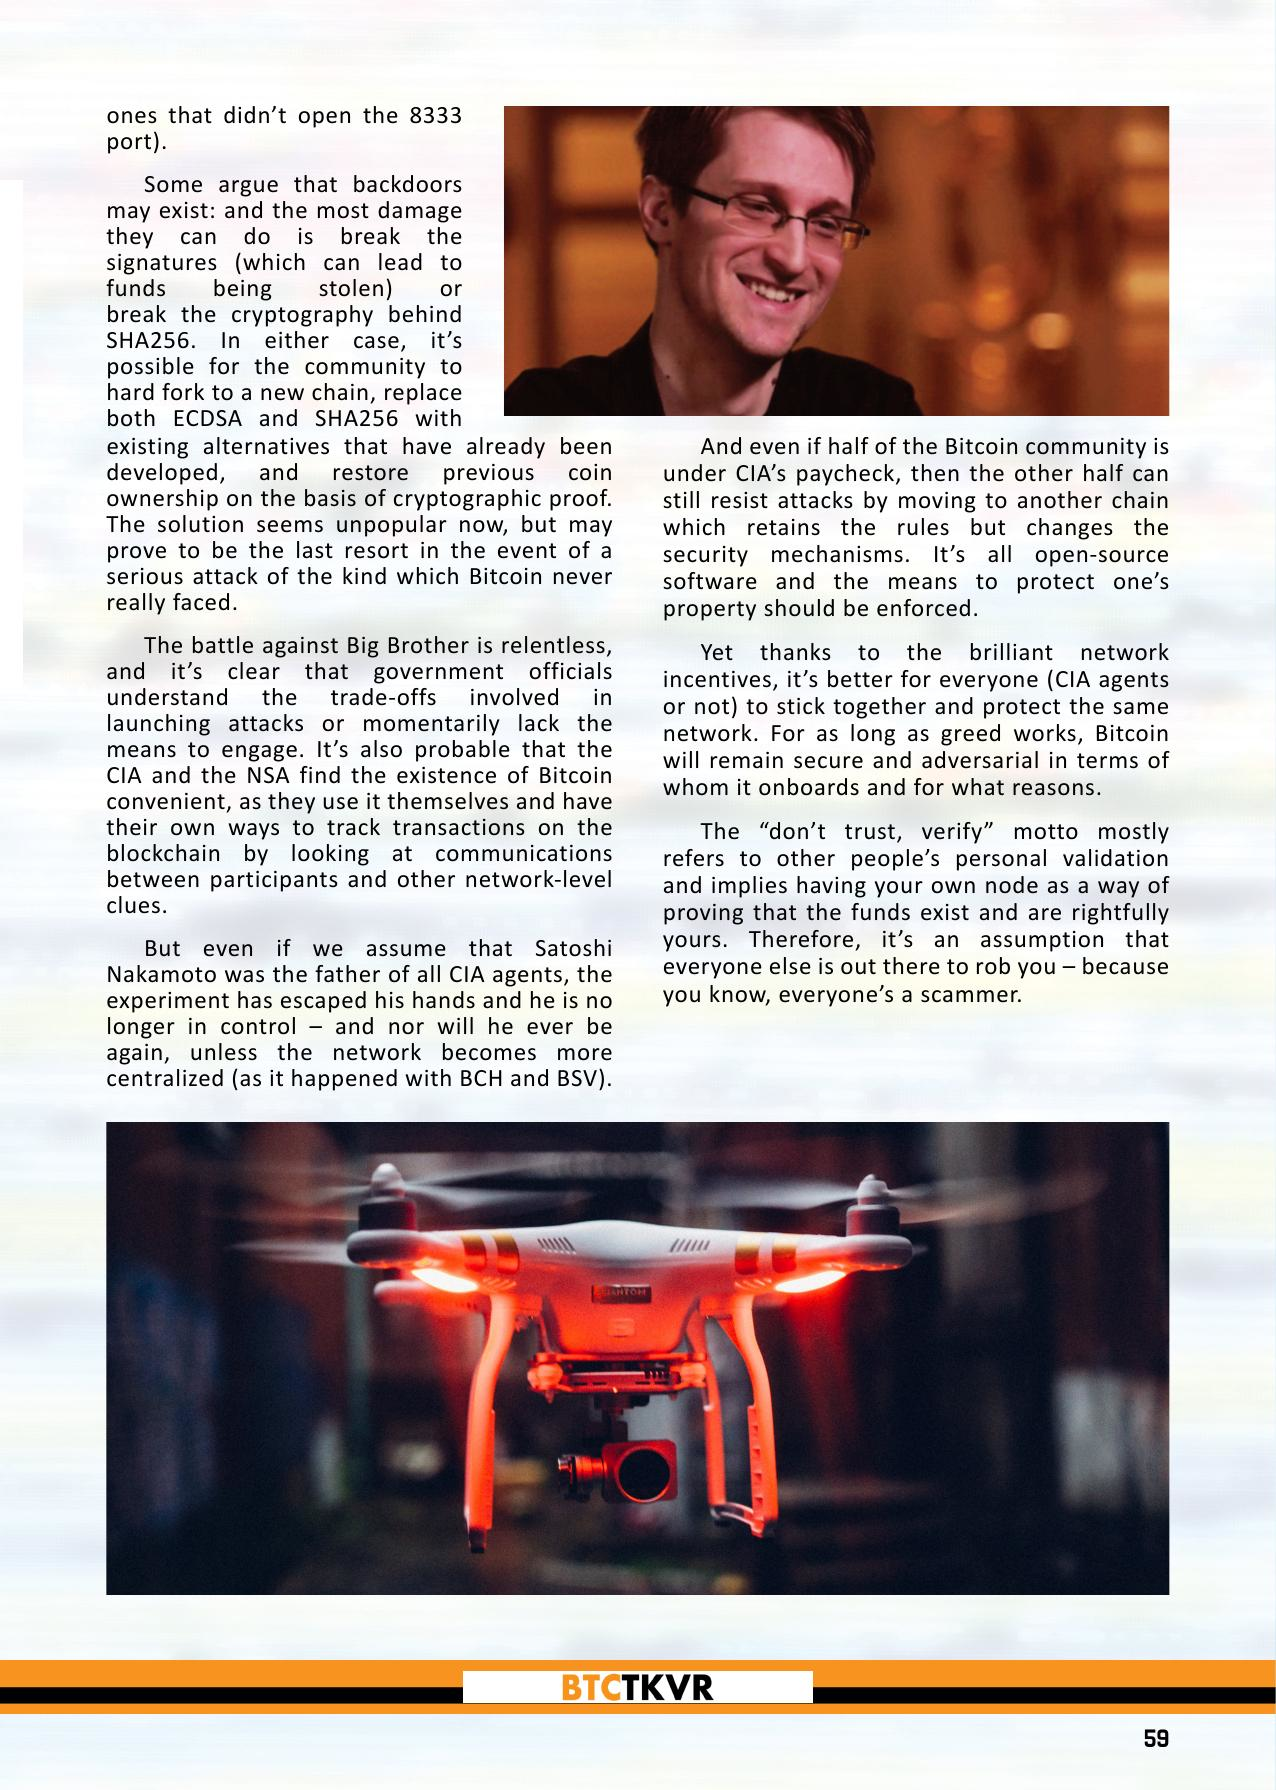 ones that didn’t open the 8333
port).
Some argue that backdoors
may exist: and the most damage
they can do is break the
signatures (which can lead to
funds being stolen) or
break the cryptography behind
SHA256. In either case, it’s
possible for the community to
hard fork to a new chain, replace
both ECDSA and SHA256 with
existing alternatives that have already been
developed, and restore previous coin
ownership on the basis of cryptographic proof.
The solution seems unpopular now, but may
prove to be the last resort in the event of a
serious attack of the kind which Bitcoin never
really faced.
The battle against Big Brother is relentless,
and it’s clear that government officials
understand the trade-offs involved in
launching attacks or momentarily lack the
means to engage. It’s also probable that the
CIA and the NSA find the existence of Bitcoin
convenient, as they use it themselves and have
their own ways to track transactions on the
blockchain by looking at communications
between participants and other network-level
clues.
But even if we assume that Satoshi
Nakamoto was the father of all CIA agents, the
experiment has escaped his hands and he is no
longer in control – and nor will he ever be
again, unless the network becomes more
centralized (as it happened with BCH and BSV).
And even if half of the Bitcoin community is
under CIA’s paycheck, then the other half can
still resist attacks by moving to another chain
which retains the rules but changes the
security mechanisms. It’s all open-source
software and the means to protect one’s
property should be enforced.
Yet thanks to the brilliant network
incentives, it’s better for everyone (CIA agents
or not) to stick together and protect the same
network. For as long as greed works, Bitcoin
will remain secure and adversarial in terms of
whom it onboards and for what reasons.
The “don’t trust, verify” motto mostly
refers to other people’s personal validation
and implies having your own node as a way of
proving that the funds exist and are rightfully
yours. Therefore, it’s an assumption that
everyone else is out there to rob you – because
you know, everyone’s a scammer.
PHANTOM
BTCTKVR
59